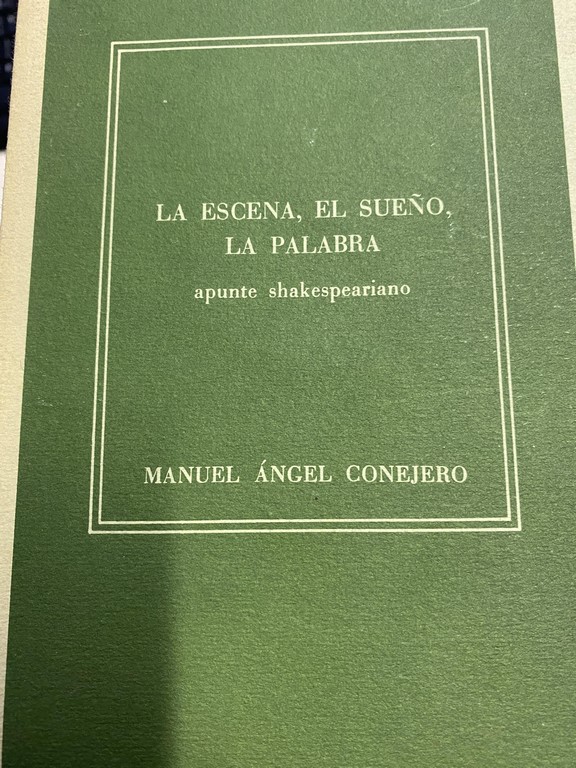 LA ESCENA, EL SUEÑO,
LA PALABRA
apunte shakespeariano
MANUEL ÁNGEL CONEJERO